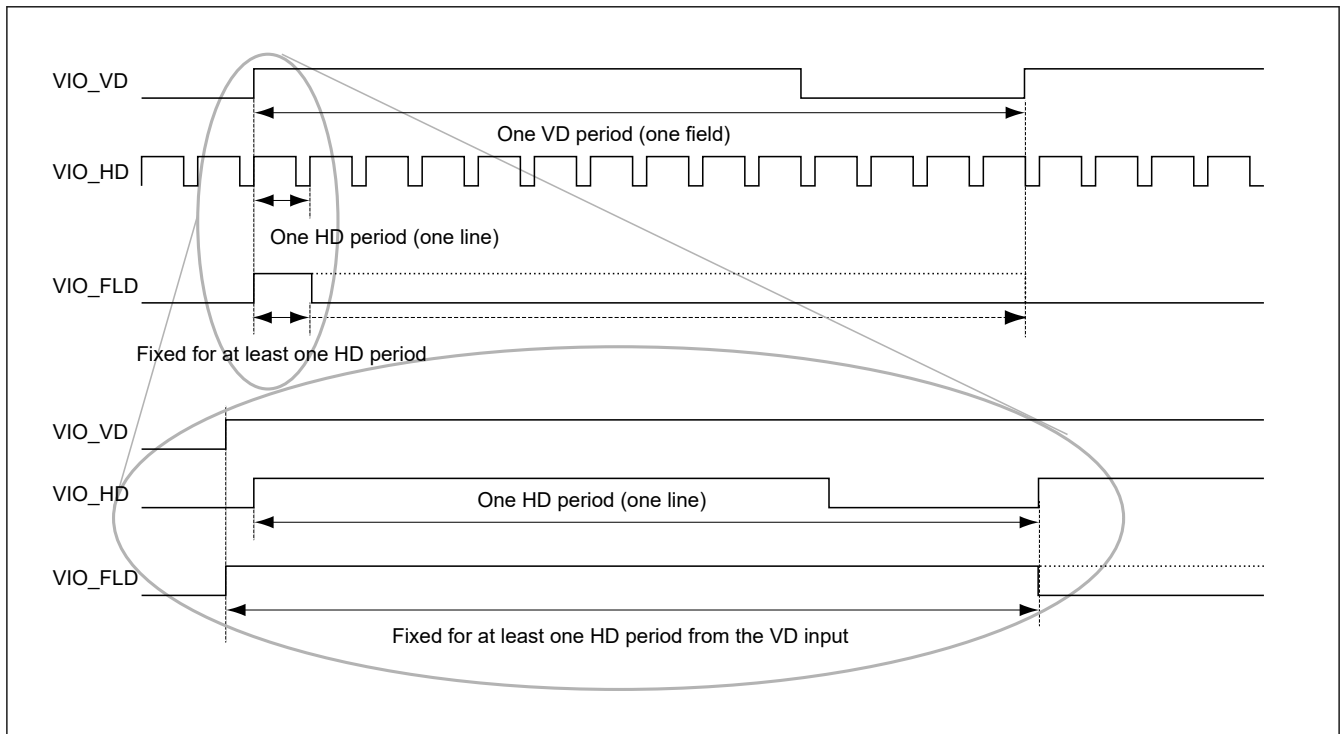 VIO_VD
One VD period (one field)
VIO_HD
One HD period (one line)
VIO_FLD
Fixed for at least one HD period
VIO_VD
VIO_HD
One HD period (one line)
VIO_FLD
Fixed for at least one HD period from the VD input